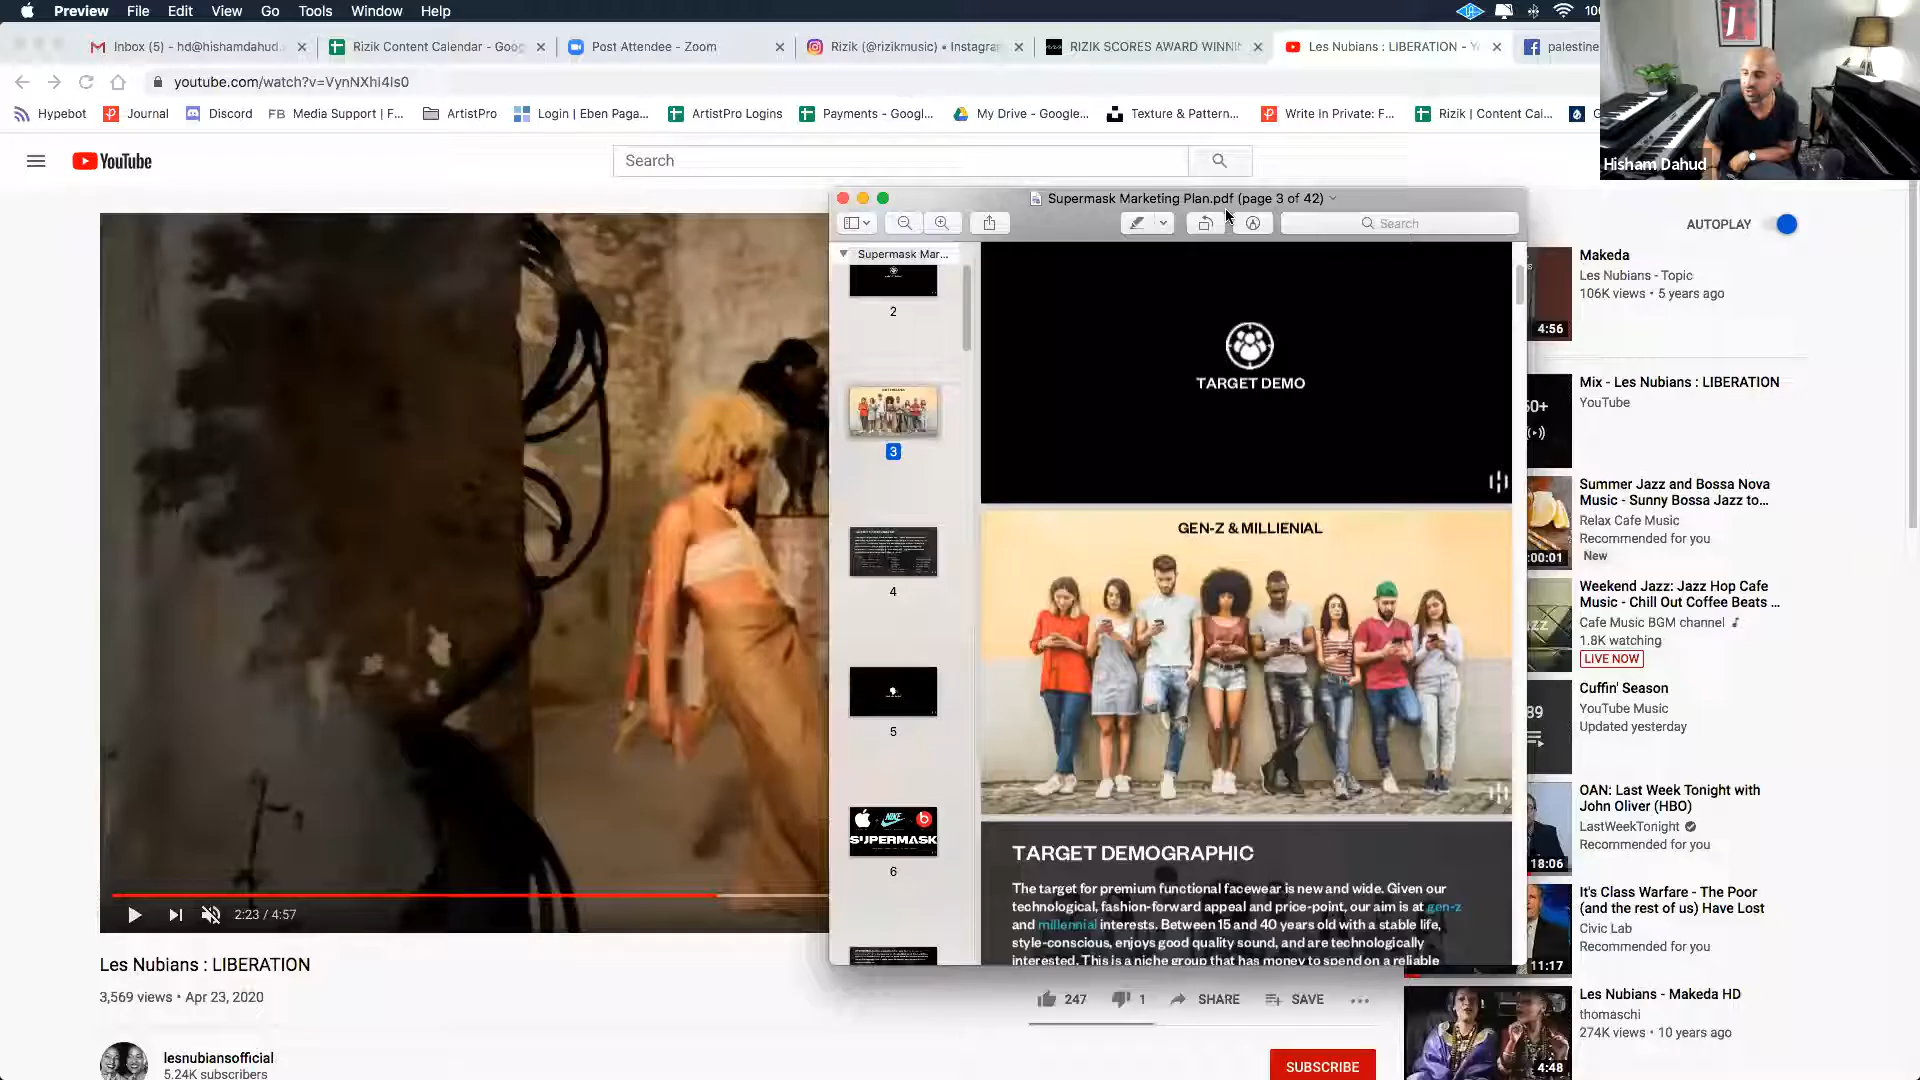 Preview File Edit View Go Tools Window Help
Inbox (5) - hd@hishamdahud.
Rizik Content Calendar - Goog
Post Attendee - Zoom
Rizik (@rizikmusic) • Instagram
RIZIK SCORES AWARD WINNI
Les Nubians : LIBERATION - Y
palestine
youtube.com/watch?v=VynNXhI4ls0
Hypebot
Journal
Discord
FB Media Support | F...
ArtistPro
Login | Eben Paga...
ArtistPro Logins
Payments - Googl...
My Drive - Google...
Texture & Pattern...
Write In Private: F...
Rizik | Content Cal...
Hisham Dahud
YouTube
Search
Supermask Marketing Plan.pdf (page 3 of 42)
Search
Supermask Mar...
2
3
4
5
SUPERMASK
6
TARGET DEMO
GEN-Z & MILLIENIAL
TARGET DEMOGRAPHIC
The target for premium functional facewear is new and wide. Given our
technological, fashion-forward appeal and price-point, our aim is at gen-z
and millennial interests. Between 15 and 40 years old with a stable life,
style-conscious, enjoys good quality sound, and are technologically
interested. This is a niche group that has money to spend on a reliable
AUTOPLAY
Makeda
Les Nubians - Topic
106K views • 5 years ago
4:56
Mix - Les Nubians : LIBERATION
YouTube
50+
Summer Jazz and Bossa Nova
Music - Sunny Bossa Jazz to...
Relax Cafe Music
Recommended for you
New
:00:01
Weekend Jazz: Jazz Hop Cafe
Music - Chill Out Coffee Beats ...
Cafe Music BGM channel
1.8K watching
LIVE NOW
Cuffin' Season
YouTube Music
Updated yesterday
89
OAN: Last Week Tonight with
John Oliver (HBO)
LastWeekTonight
Recommended for you
18:06
It's Class Warfare - The Poor
(and the rest of us) Have Lost
Civic Lab
Recommended for you
11:17
Les Nubians - Makeda HD
thomaschi
274K views • 10 years ago
4:48
2:23 / 4:57
Les Nubians : LIBERATION
3,569 views • Apr 23, 2020
247
1
SHARE
SAVE
lesnubiansofficial
5.24K subscribers
SUBSCRIBE